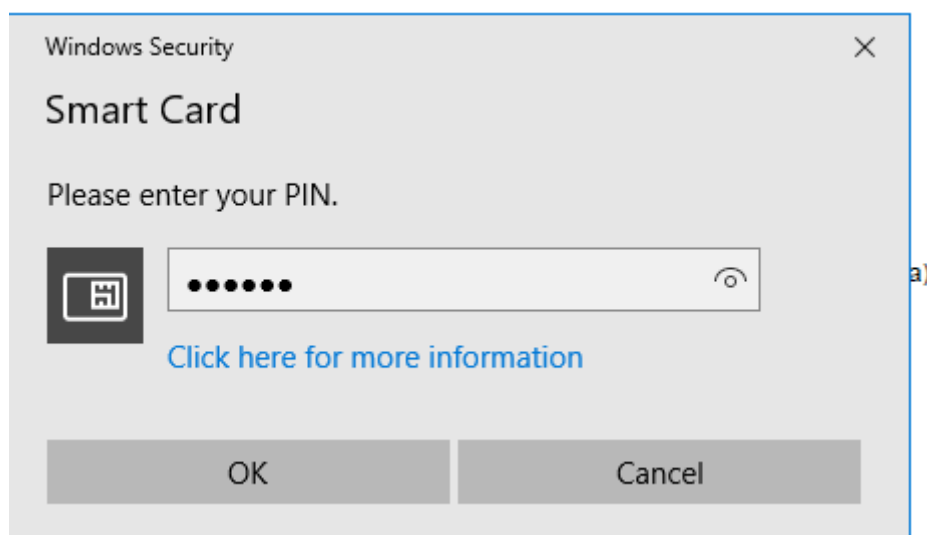 Windows Security
Smart Card
Please enter your PIN.
••••••
a)
Click here for more information
OK Cancel